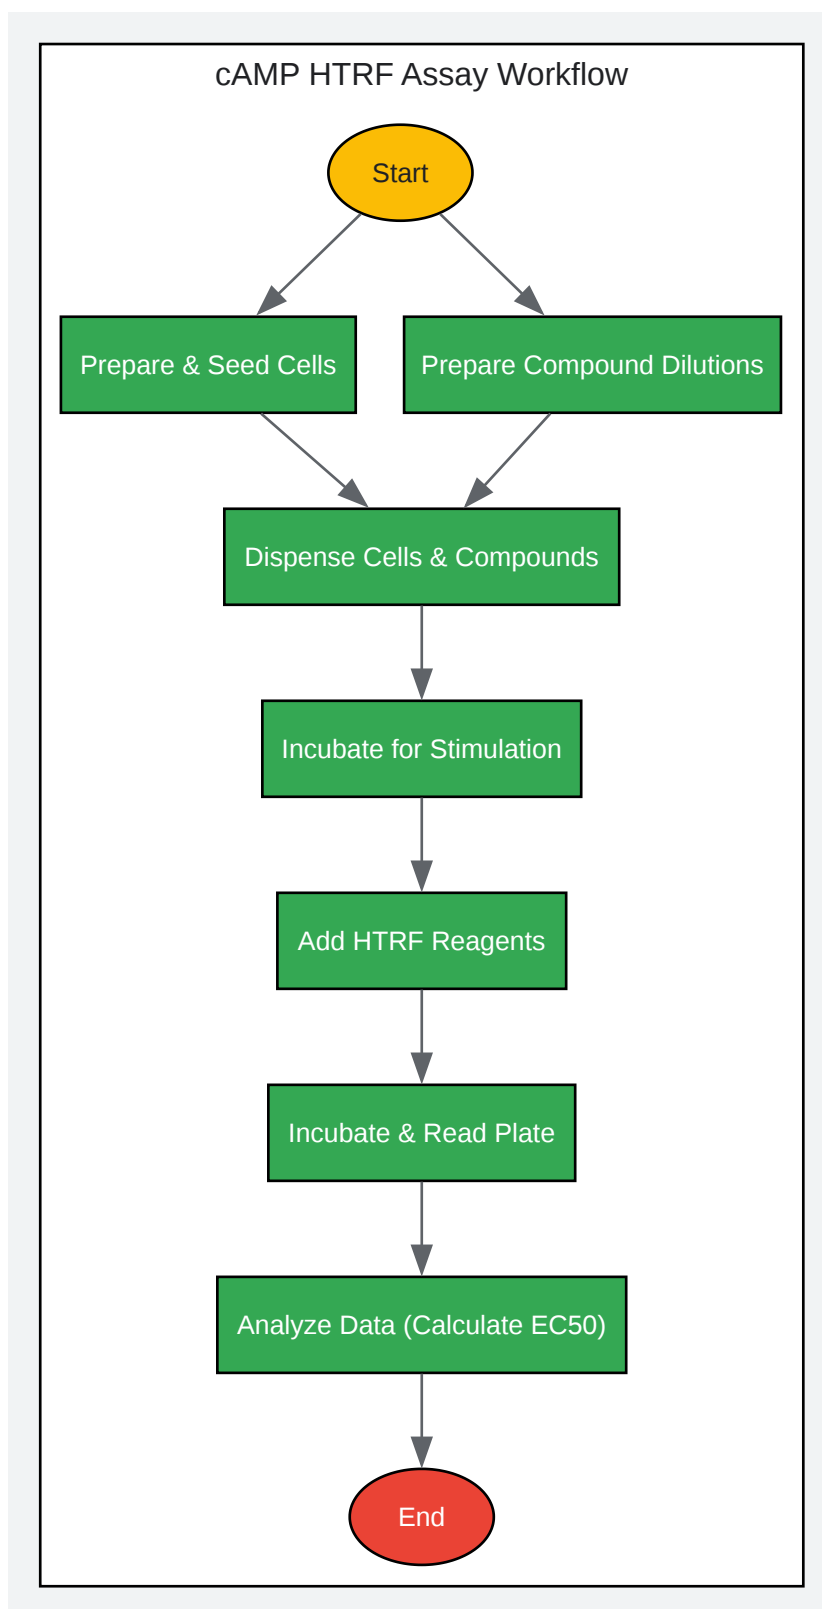 cAMP HTRF Assay Workflow
Start
Prepare & Seed Cells
Prepare Compound Dilutions
Dispense Cells & Compounds
Incubate for Stimulation
Add HTRF Reagents
Incubate & Read Plate
Analyze Data (Calculate EC50)
End